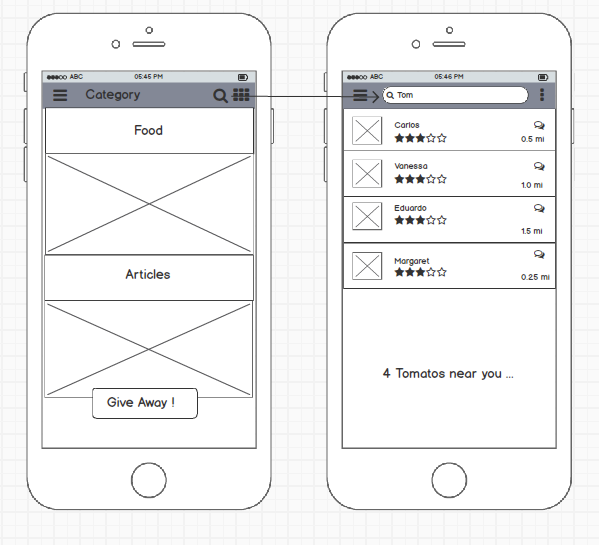 ABC 05:45 PM
Category
Food
Articles
Give Away !
ABC 05:46 PM
Tom
Carlos
0.5 mi
Vanessa
1.0 mi
Eduardo
1.5 mi
Margaret
0.25 mi
4 Tomatos near you ...